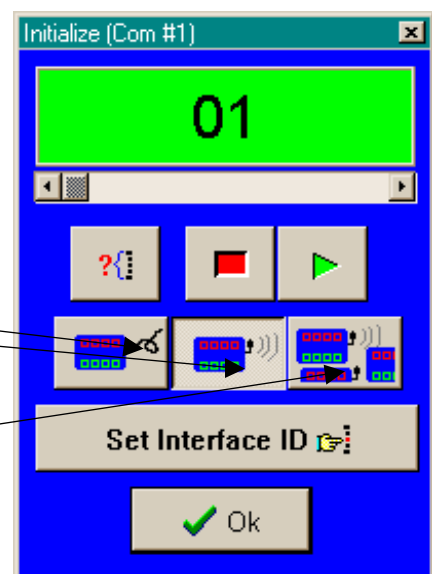 Initialize (Com #1)
01
?{
Set Interface ID
Ok